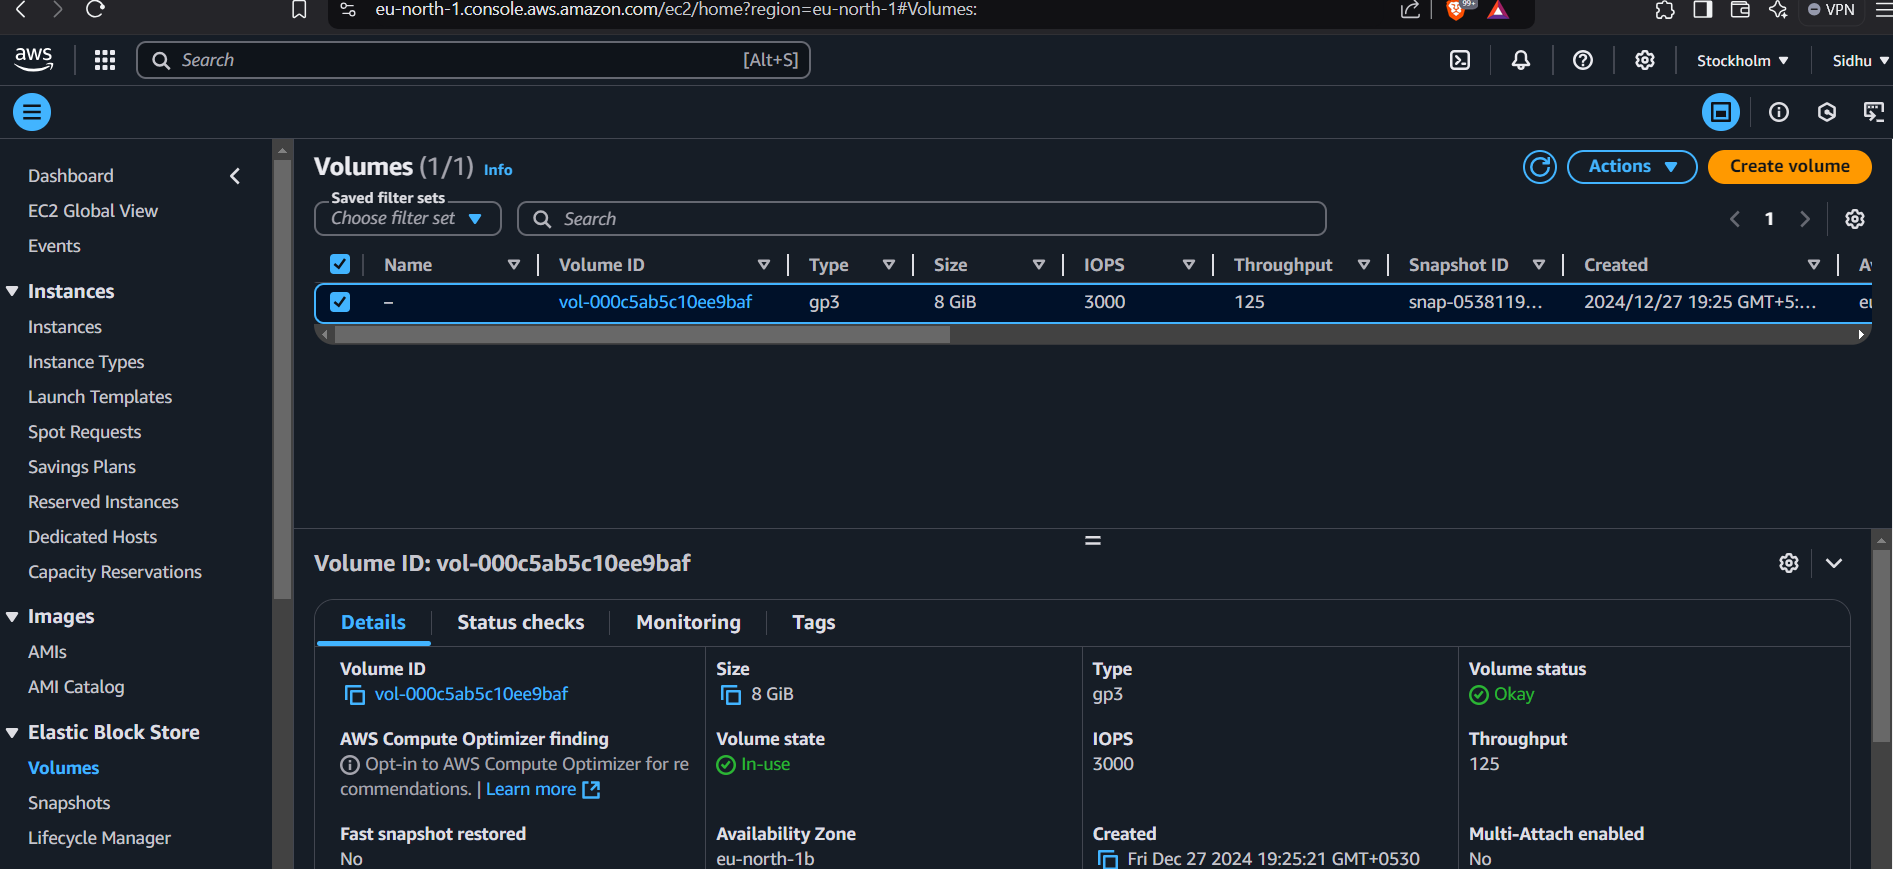 eu-north-1.console.aws.amazon.com/ec2/home?region=eu-north-1#Volumes:
99+
VPN
aws
Search
[Alt+S]
Stockholm
Sidhu
Dashboard
EC2 Global View
Events
Instances
Instances
Instance Types
Launch Templates
Spot Requests
Savings Plans
Reserved Instances
Dedicated Hosts
Capacity Reservations
Images
AMIs
AMI Catalog
Elastic Block Store
Volumes
Snapshots
Lifecycle Manager
Volumes (1/1) Info
Actions
Create volume
Saved filter sets
Choose filter set
Search
1
Name Volume ID Type Size IOPS Throughput Snapshot ID Created
– vol-000c5ab5c10ee9baf gp3 8 GiB 3000 125 snap-0538119... 2024/12/27 19:25 GMT+5:...
Volume ID: vol-000c5ab5c10ee9baf
Details Status checks Monitoring Tags
Volume ID Size Type Volume status
vol-000c5ab5c10ee9baf 8 GiB gp3 Okay
AWS Compute Optimizer finding Volume state IOPS Throughput
Opt-in to AWS Compute Optimizer for re In-use 3000 125
commendations. | Learn more
Fast snapshot restored Availability Zone Created Multi-Attach enabled
No eu-north-1b Fri Dec 27 2024 19:25:21 GMT+0530 No